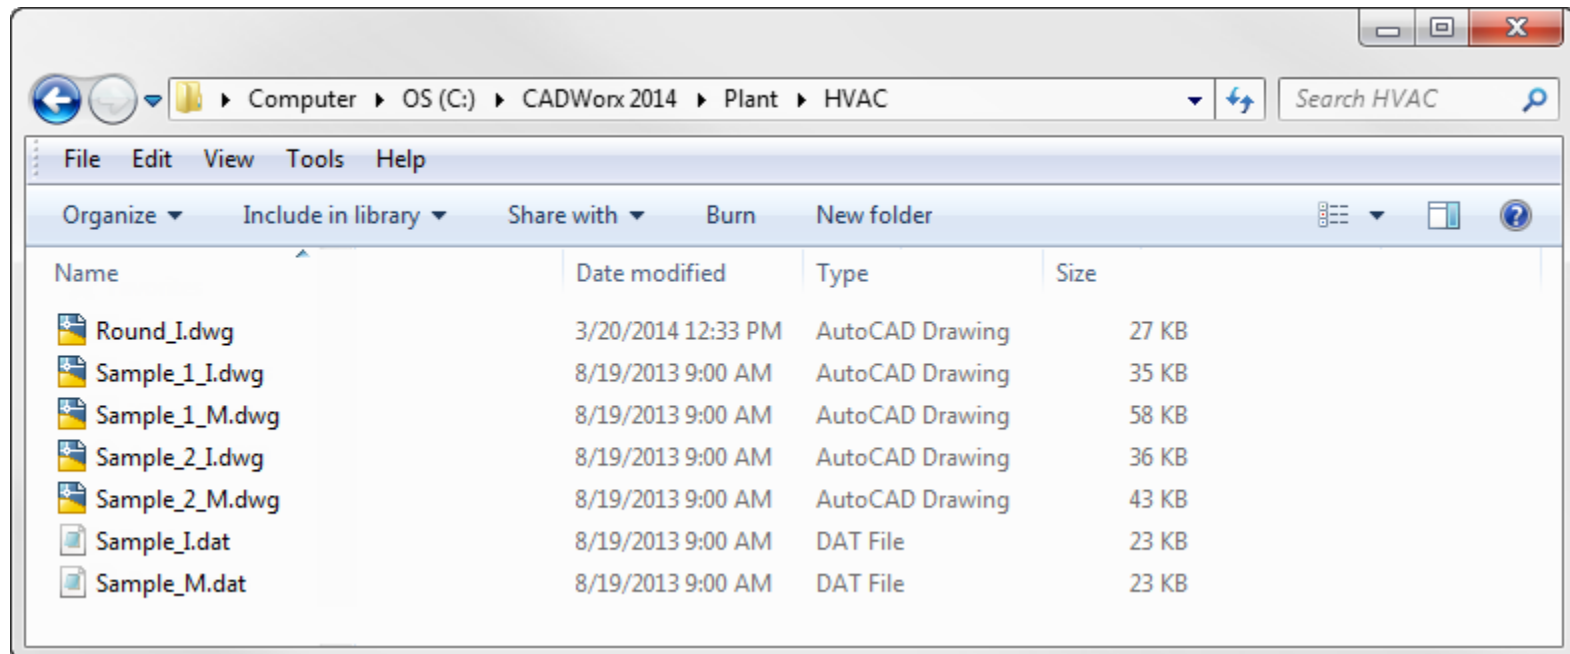 Computer OS (C:) CADWorx 2014 Plant HVAC Search HVAC
File Edit View Tools Help
Organize Include in library Share with Burn New folder
Name Date modified Type Size
Round_I.dwg 3/20/2014 12:33 PM AutoCAD Drawing 27 KB
Sample_1_I.dwg 8/19/2013 9:00 AM AutoCAD Drawing 35 KB
Sample_1_M.dwg 8/19/2013 9:00 AM AutoCAD Drawing 58 KB
Sample_2_I.dwg 8/19/2013 9:00 AM AutoCAD Drawing 36 KB
Sample_2_M.dwg 8/19/2013 9:00 AM AutoCAD Drawing 43 KB
Sample_I.dat 8/19/2013 9:00 AM DAT File 23 KB
Sample_M.dat 8/19/2013 9:00 AM DAT File 23 KB